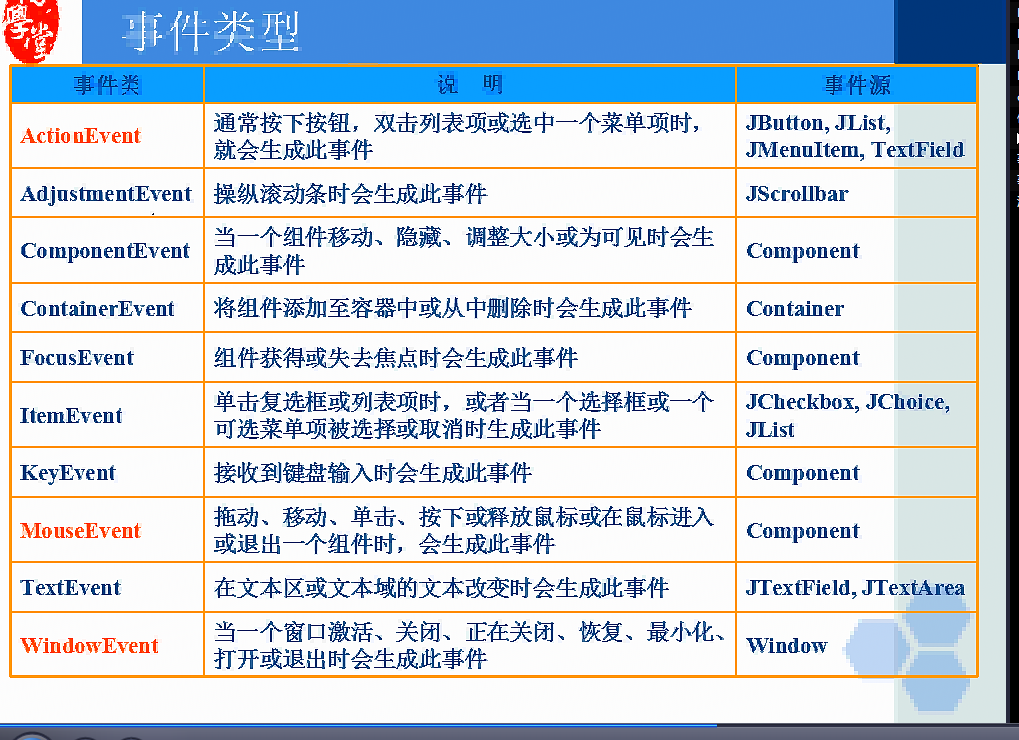 事件类型
事件类 说 明 事件源
ActionEvent 通常按下按钮，双击列表项或选中一个菜单项时， JButton, JList,
就会生成此事件 JMenuItem, TextField
AdjustmentEvent 操纵滚动条时会生成此事件 JScrollbar
ComponentEvent 当一个组件移动、隐藏、调整大小或为可见时会生 Component
成此事件
ContainerEvent 将组件添加至容器中或从中删除时会生成此事件 Container
FocusEvent 组件获得或失去焦点时会生成此事件 Component
ItemEvent 单击复选框或列表项时，或者当一个选择框或一个 JCheckbox, JChoice,
可选菜单项被选择或取消时生成此事件 JList
KeyEvent 接收到键盘输入时会生成此事件 Component
MouseEvent 拖动、移动、单击、按下或释放鼠标或在鼠标进入 Component
或退出一个组件时，会生成此事件
TextEvent 在文本区或文本域的文本改变时会生成此事件 JTextField, JTextArea
WindowEvent 当一个窗口激活、关闭、正在关闭、恢复、最小化、 Window
打开或退出时会生成此事件